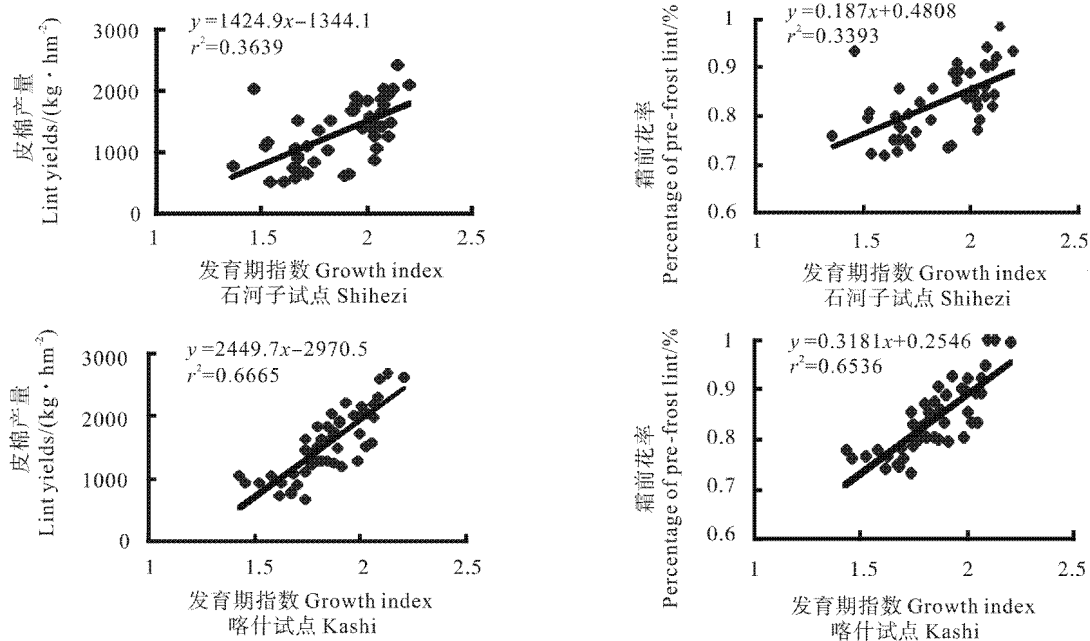 皮棉产量
Lint yields/(kg·hm⁻²)
y=1424.9x−1344.1
r²=0.3639
3000
2000
1000
0
1 1.5 2 2.5
发育期指数 Growth index
石河子试点 Shihezi
霜前花率
Percentage of pre-frost lint/%
y=0.187x+0.4808
r²=0.3393
1
0.9
0.8
0.7
0.6
1 1.5 2 2.5
发育期指数 Growth index
石河子试点 Shihezi
皮棉产量
Lint yields/(kg·hm⁻²)
y=2449.7x−2970.5
r²=0.6665
3000
2000
1000
0
1 1.5 2 2.5
发育期指数 Growth index
喀什试点 Kashi
霜前花率
Percentage of pre-frost lint/%
y=0.3181x+0.2546
r²=0.6536
1
0.9
0.8
0.7
0.6
1 1.5 2 2.5
发育期指数 Growth index
喀什试点 Kashi